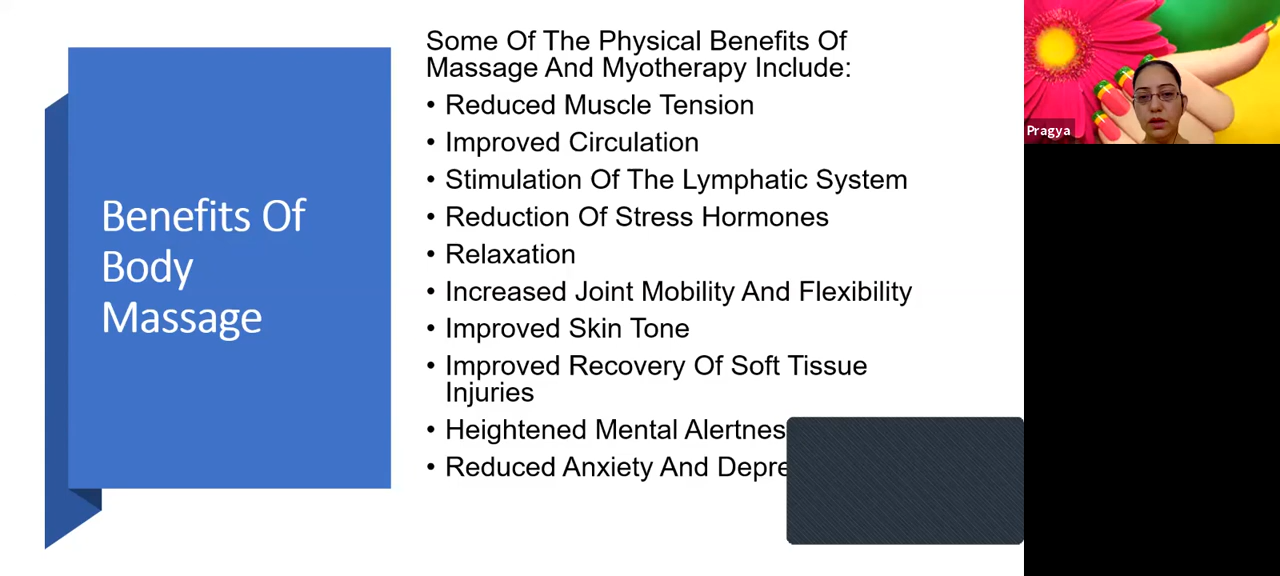 Benefits Of
Body
Massage
Some Of The Physical Benefits Of
Massage And Myotherapy Include:
• Reduced Muscle Tension
• Improved Circulation
• Stimulation Of The Lymphatic System
• Reduction Of Stress Hormones
• Relaxation
• Increased Joint Mobility And Flexibility
• Improved Skin Tone
• Improved Recovery Of Soft Tissue
Injuries
• Heightened Mental Alertnes
• Reduced Anxiety And Depre
Pragya